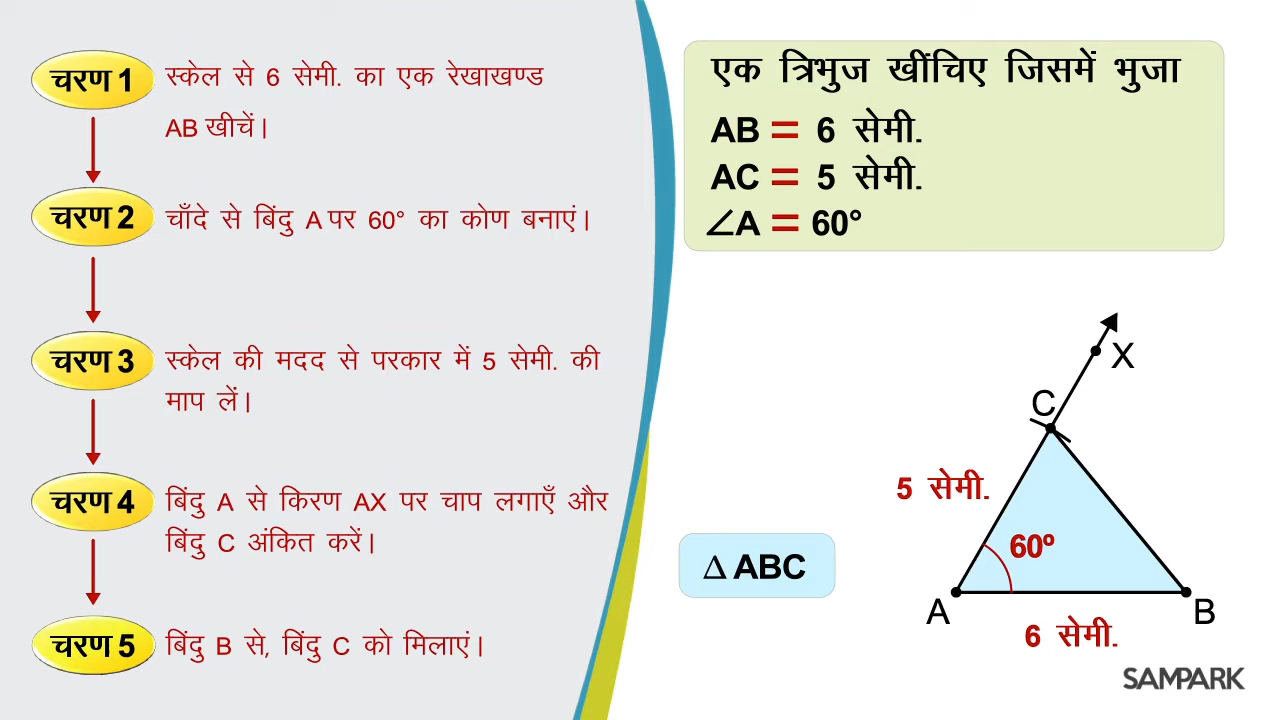 चरण 1
स्केल से 6 सेमी. का एक रेखाखण्ड
AB खीचें।
चरण 2
चाँदे से बिंदु A पर 60° का कोण बनाएं।
चरण 3
स्केल की मदद से परकार में 5 सेमी. की
माप लें।
चरण 4
बिंदु A से किरण AX पर चाप लगाएँ और
बिंदु C अंकित करें।
चरण 5
बिंदु B से, बिंदु C को मिलाएं।
एक त्रिभुज खींचिए जिसमें भुजा
AB = 6 सेमी.
AC = 5 सेमी.
∠A = 60°
X
C
5 सेमी.
60º
Δ ABC
A
B
6 सेमी.
SAMPARK